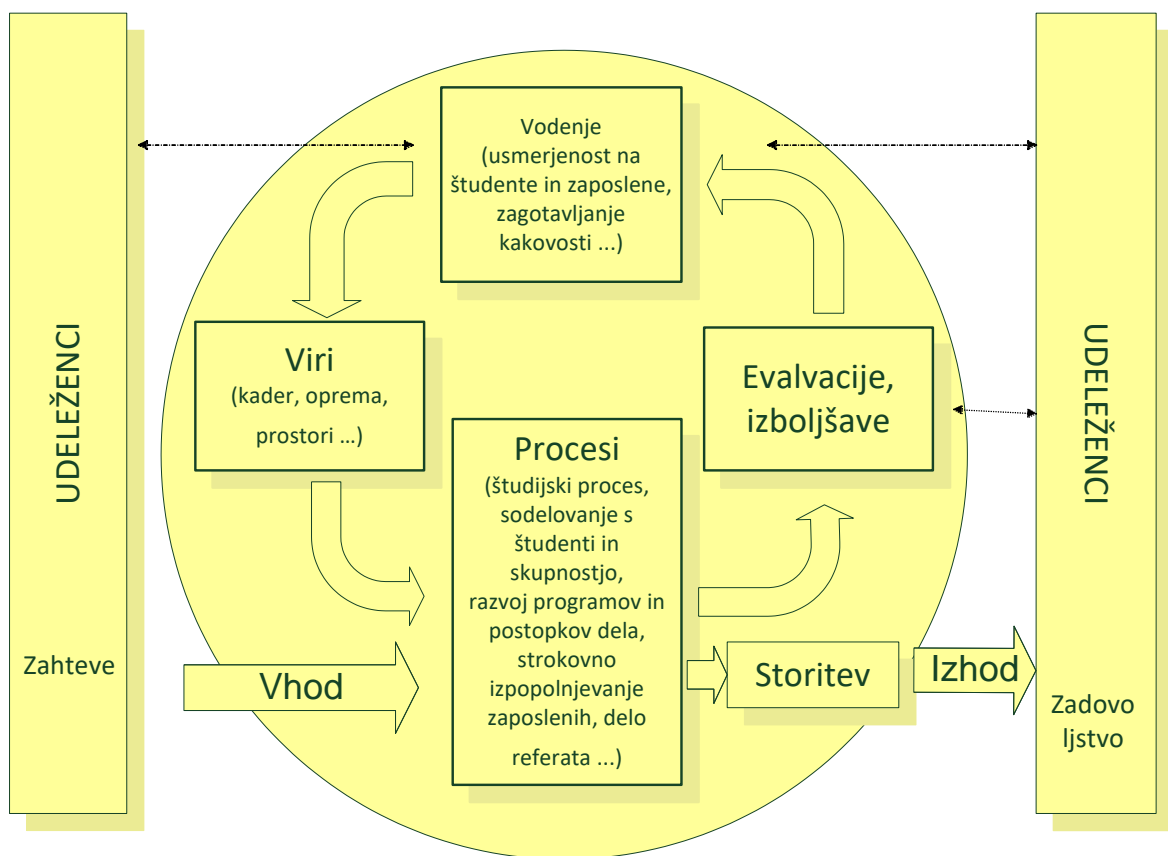 UDELEŽENCI
Zahteve
Vodenje
(usmerjenost na
študente in zaposlene,
zagotavljanje
kakovosti ...)
Viri
(kader, oprema,
prostori ...)
Evalvacije,
izboljšave
Procesi
(študijski proces,
sodelovanje s
študenti in
skupnostjo,
razvoj programov in
postopkov dela,
strokovno
izpopolnjevanje
zaposlenih, delo
referata ...)
Vhod
Storitev
Izhod
UDELEŽENCI
Zadovo
ljstvo